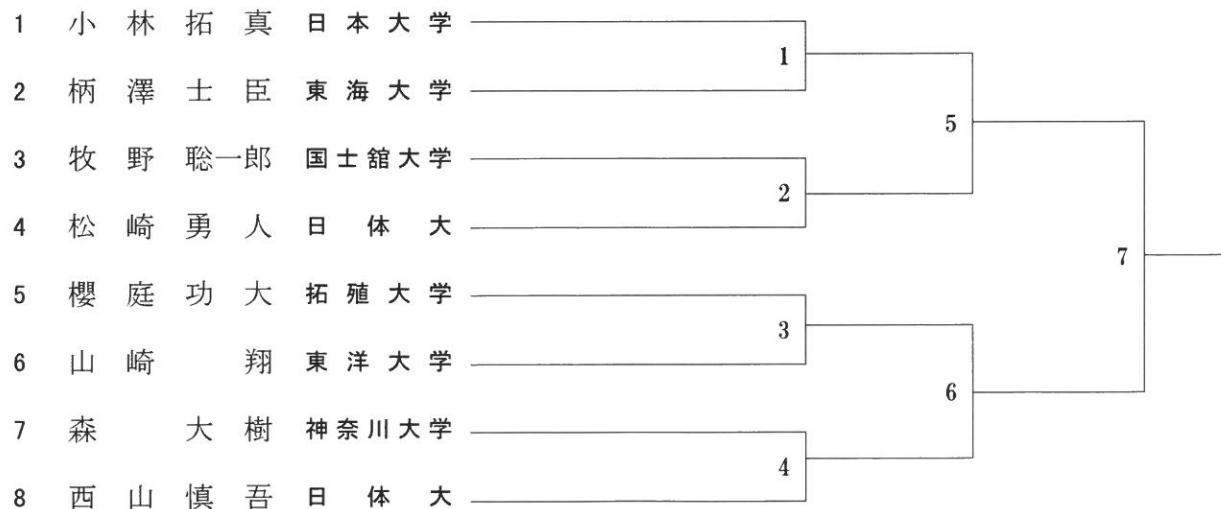 1 小林拓真 日本大学
1
2 柄澤士臣 東海大学
5
3 牧野聡一郎 国士舘大学
2
4 松崎勇人 日体大
7
5 櫻庭功大 拓殖大学
3
6 山崎 翔 東洋大学
6
7 森 大樹 神奈川大学
4
8 西山慎吾 日体大